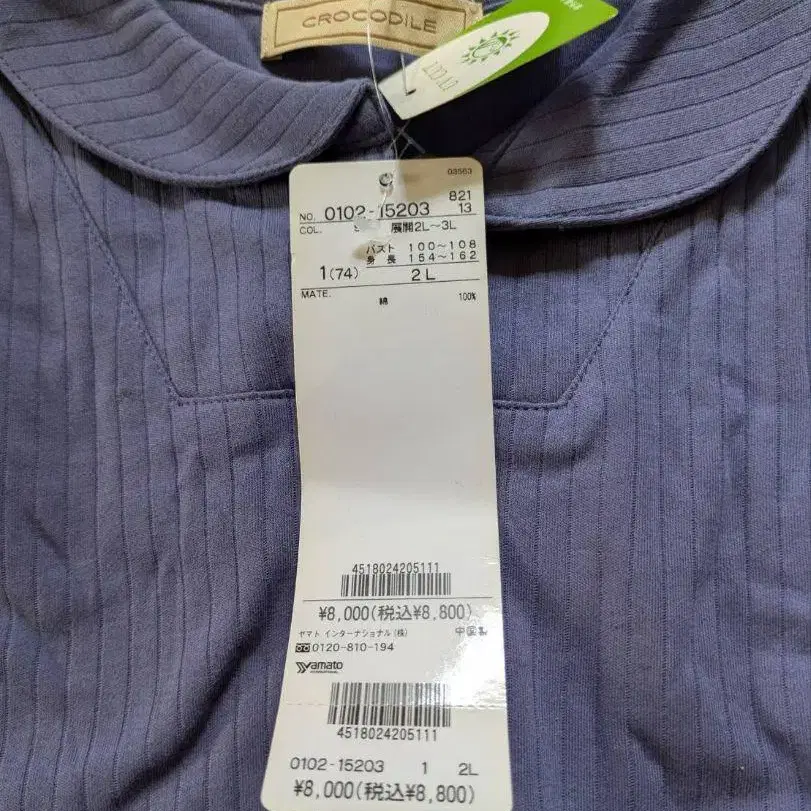 CROCODILE
03563
821
NO. 0102-15203 13
COL. 展開2L～3L
バスト 100～108
身長 154～162
1(74) 2L
MATE.
綿 100%
4518024205111
¥8,000(税込¥8,800)
ヤマト インターナショナル(株) 中国製
0120-810-194
Yamato
INTERNATIONAL
4518024205111
0102-15203 1 2L
¥8,000(税込¥8,800)